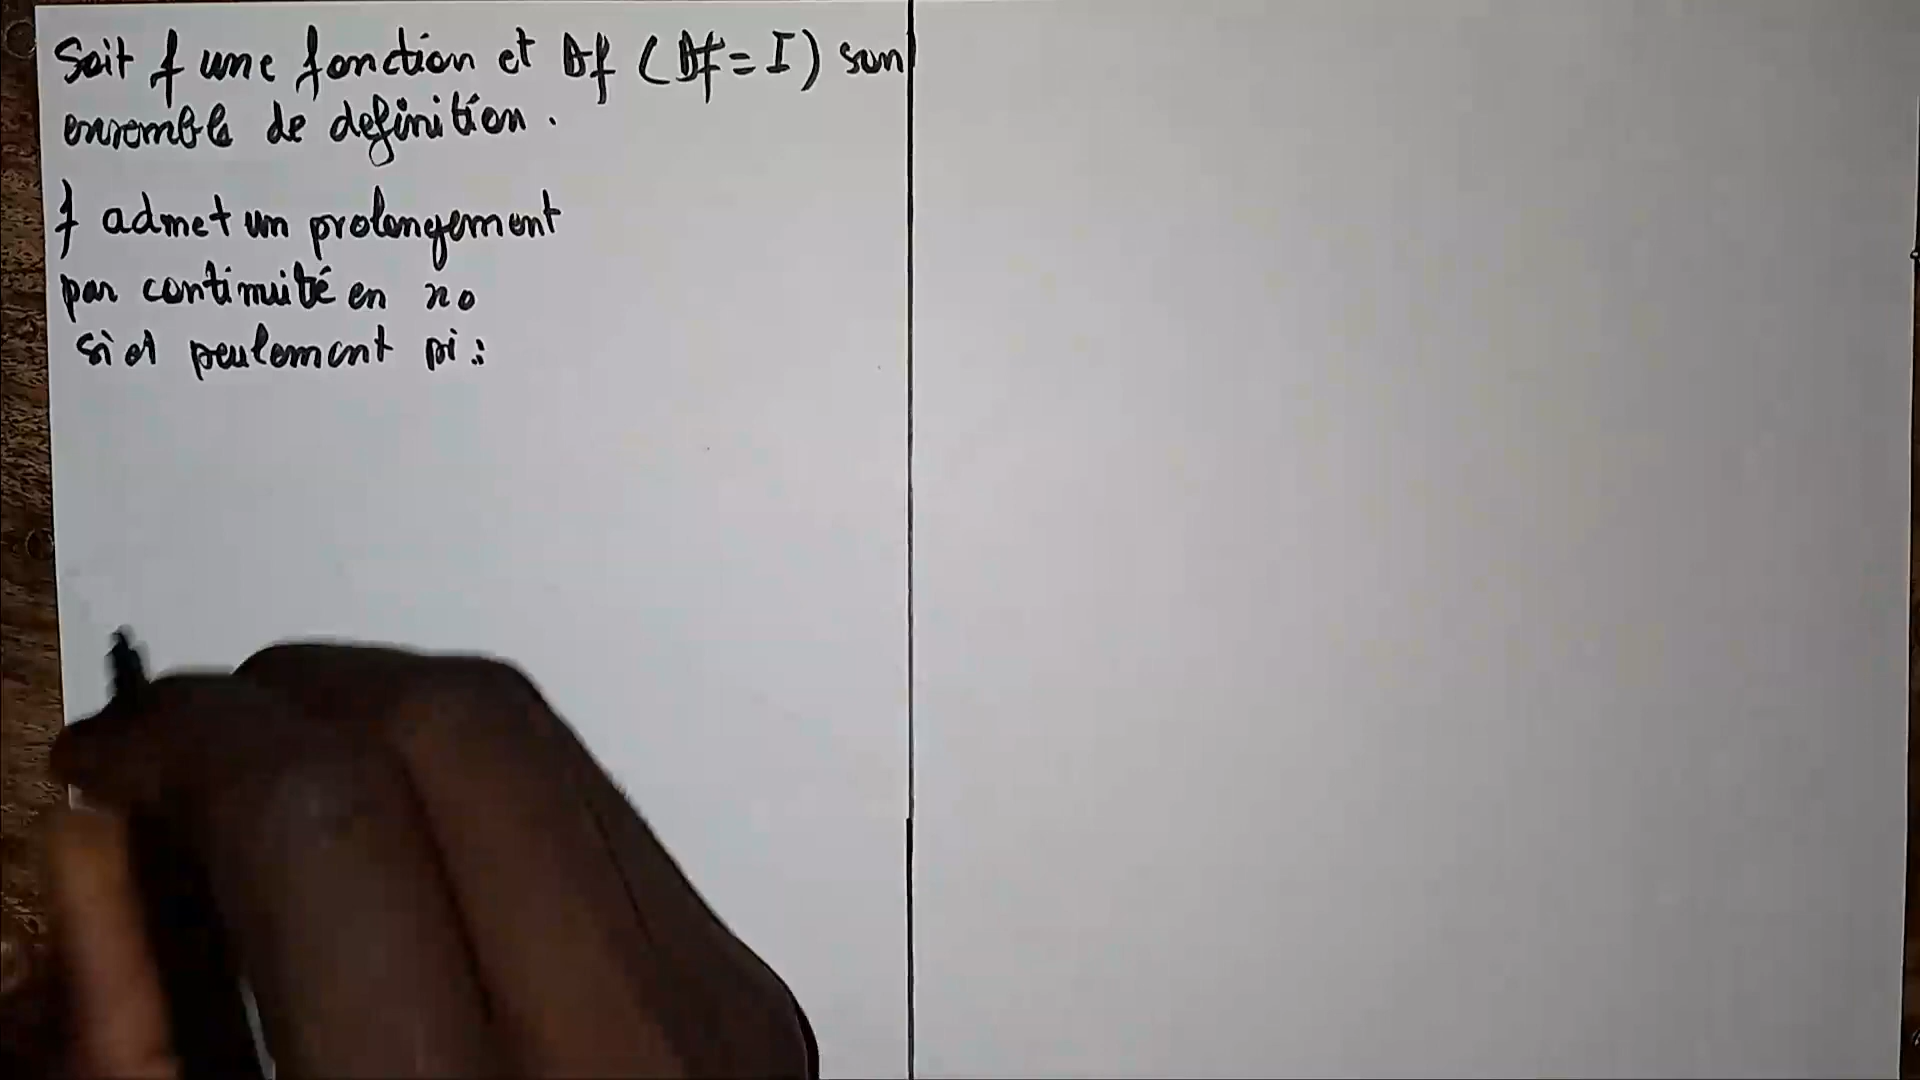 Soit f une fonction et Df (Df = I) son
ensemble de definition.
f admet un prolongement
par continuité en x0
si et seulement si :